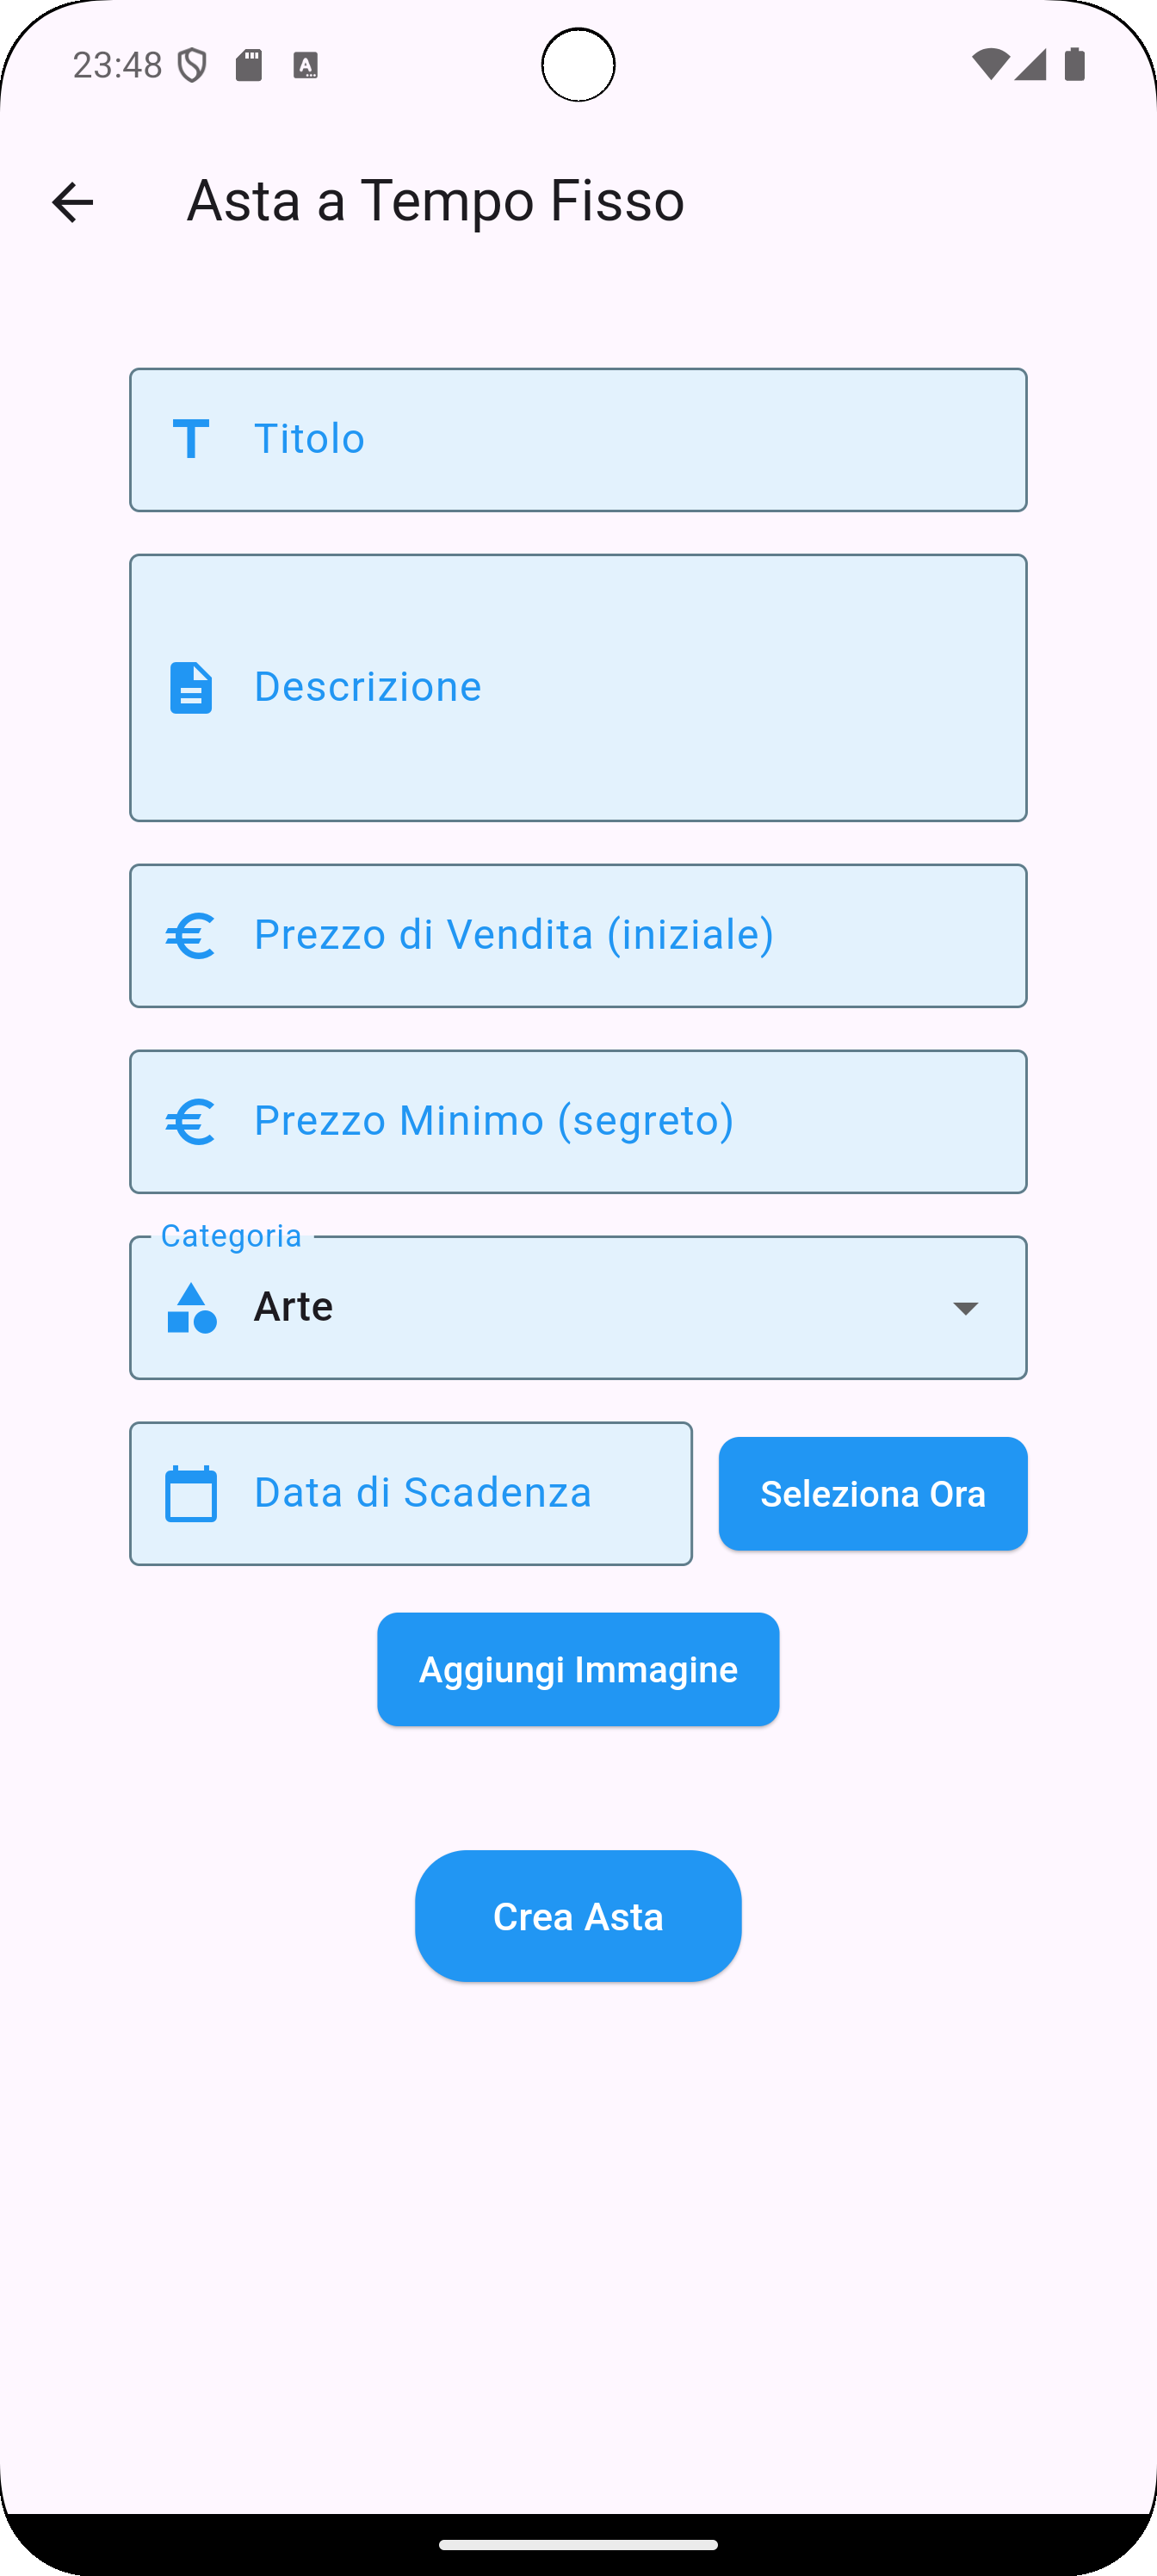 23:48
Asta a Tempo Fisso
Titolo
Descrizione
Prezzo di Vendita (iniziale)
Prezzo Minimo (segreto)
Categoria
Arte
Data di Scadenza
Seleziona Ora
Aggiungi Immagine
Crea Asta